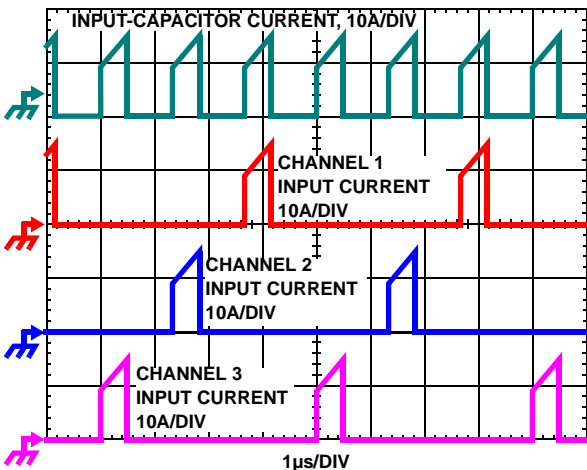 INPUT-CAPACITOR CURRENT, 10A/DIV
CHANNEL 1
INPUT CURRENT
10A/DIV
CHANNEL 2
INPUT CURRENT
10A/DIV
CHANNEL 3
INPUT CURRENT
10A/DIV
1µs/DIV